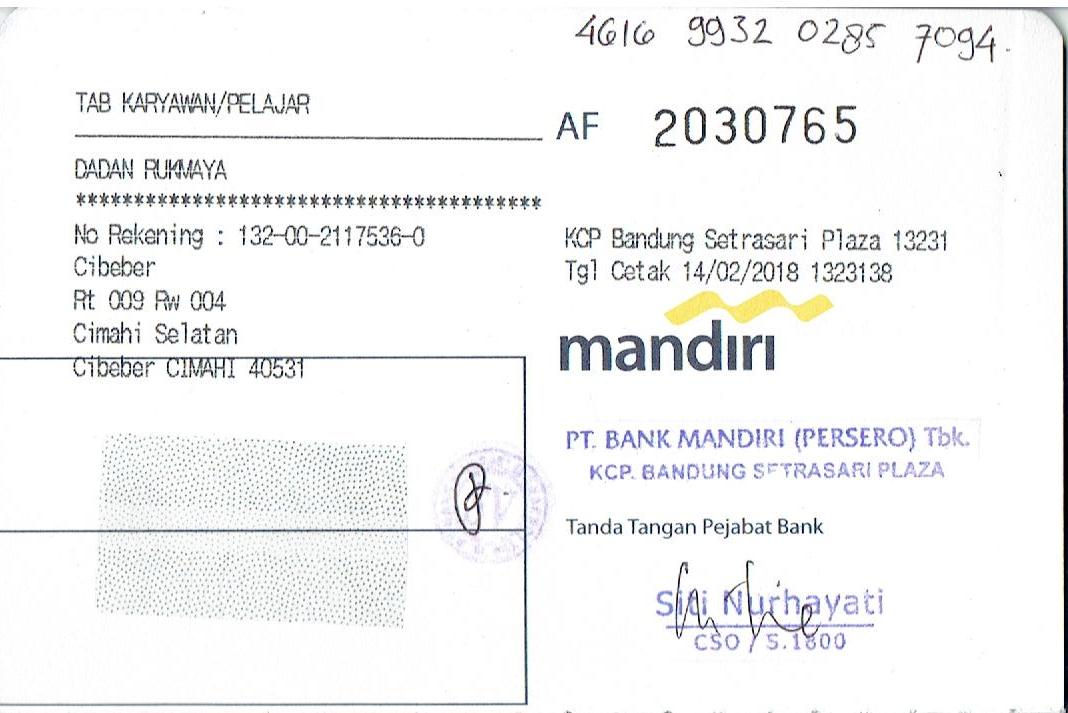 4616 9932 0285 7094.
TAB KARYAWAN/PELAJAR
AF 2030765
DADAN RUKMAYA
****************************************
No Rekening : 132-00-2117536-0
Cibeber
Rt 009 Rw 004
Cimahi Selatan
Cibeber CIMAHI 40531
KCP Bandung Setrasari Plaza 13231
Tgl Cetak 14/02/2018 1323138
mandiri
PT. BANK MANDIRI (PERSERO) Tbk.
KCP. BANDUNG SETRASARI PLAZA
Tanda Tangan Pejabat Bank
Siti Nurhayati
CSO / S.1800